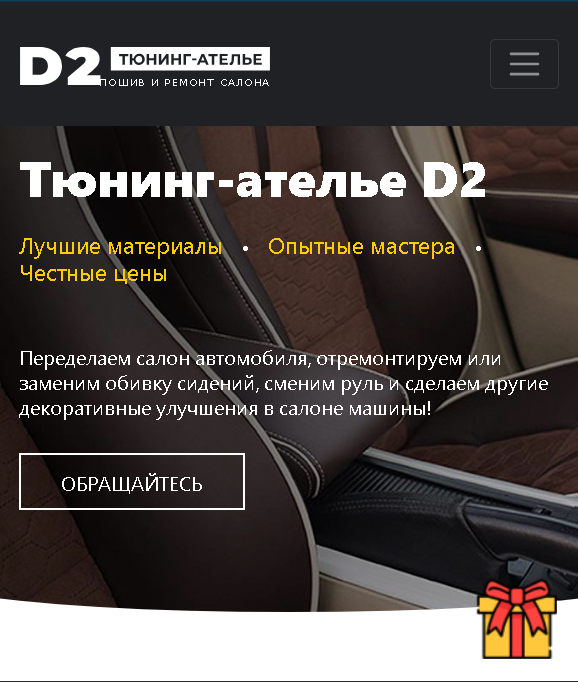 D2 ТЮНИНГ-АТЕЛЬЕ
ПОШИВ И РЕМОНТ САЛОНА
Тюнинг-ателье D2
Лучшие материалы • Опытные мастера •
Честные цены
Переделаем салон автомобиля, отремонтируем или
заменим обивку сидений, сменим руль и сделаем другие
декоративные улучшения в салоне машины!
ОБРАЩАЙТЕСЬ